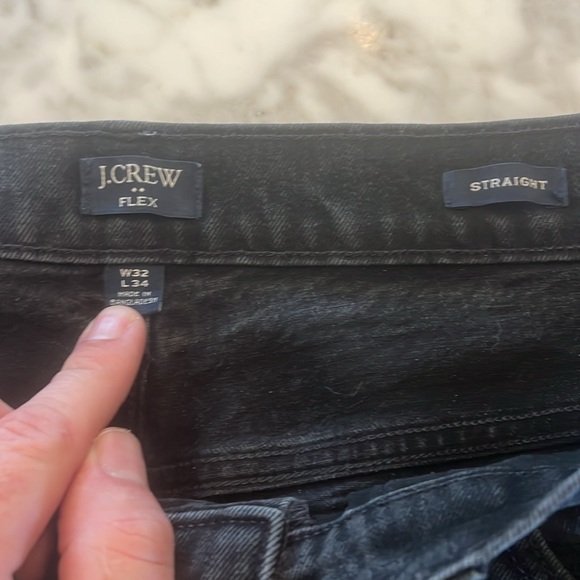 J.CREW
FLEX
STRAIGHT
W32
L34
MADE IN
BANGLADESH